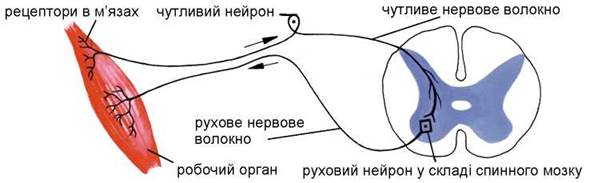 рецептори в м’язах
чутливий нейрон
чутливе нервове волокно
рухове нервове
волокно
робочий орган
руховий нейрон у складі спинного мозку